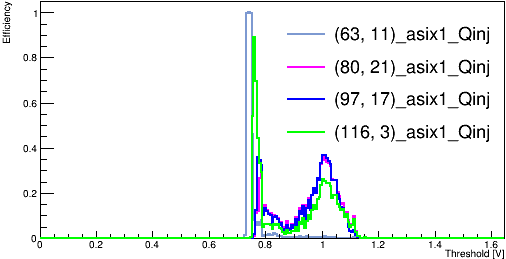 Efficiency
1
0.8
0.6
0.4
0.2
0
(63, 11)_asix1_Qinj
(80, 21)_asix1_Qinj
(97, 17)_asix1_Qinj
(116, 3)_asix1_Qinj
0 0.2 0.4 0.6 0.8 1 1.2 1.4 1.6
Threshold [V]